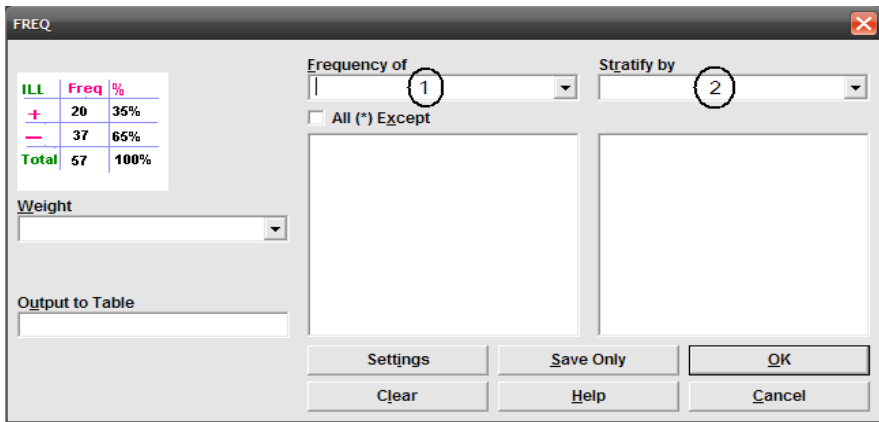 FREQ
ILL Freq %
+ 20 35%
— 37 65%
Total 57 100%
Weight
Output to Table
Frequency of
1
All (*) Except
Stratify by
2
Settings Save Only OK
Clear Help Cancel